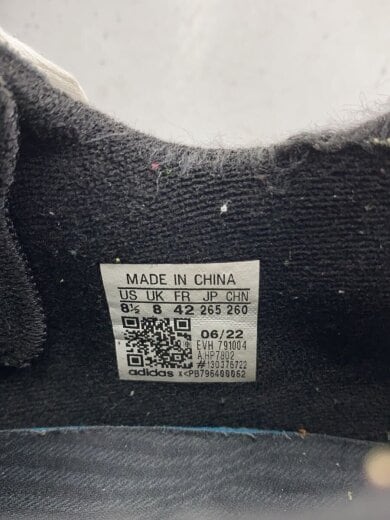 MADE IN CHINA
US UK FR JP CHN
8½ 8 42 265 260
06/22
EVH 791004
A:HP7802
#130376722
adidas X<PB796400062